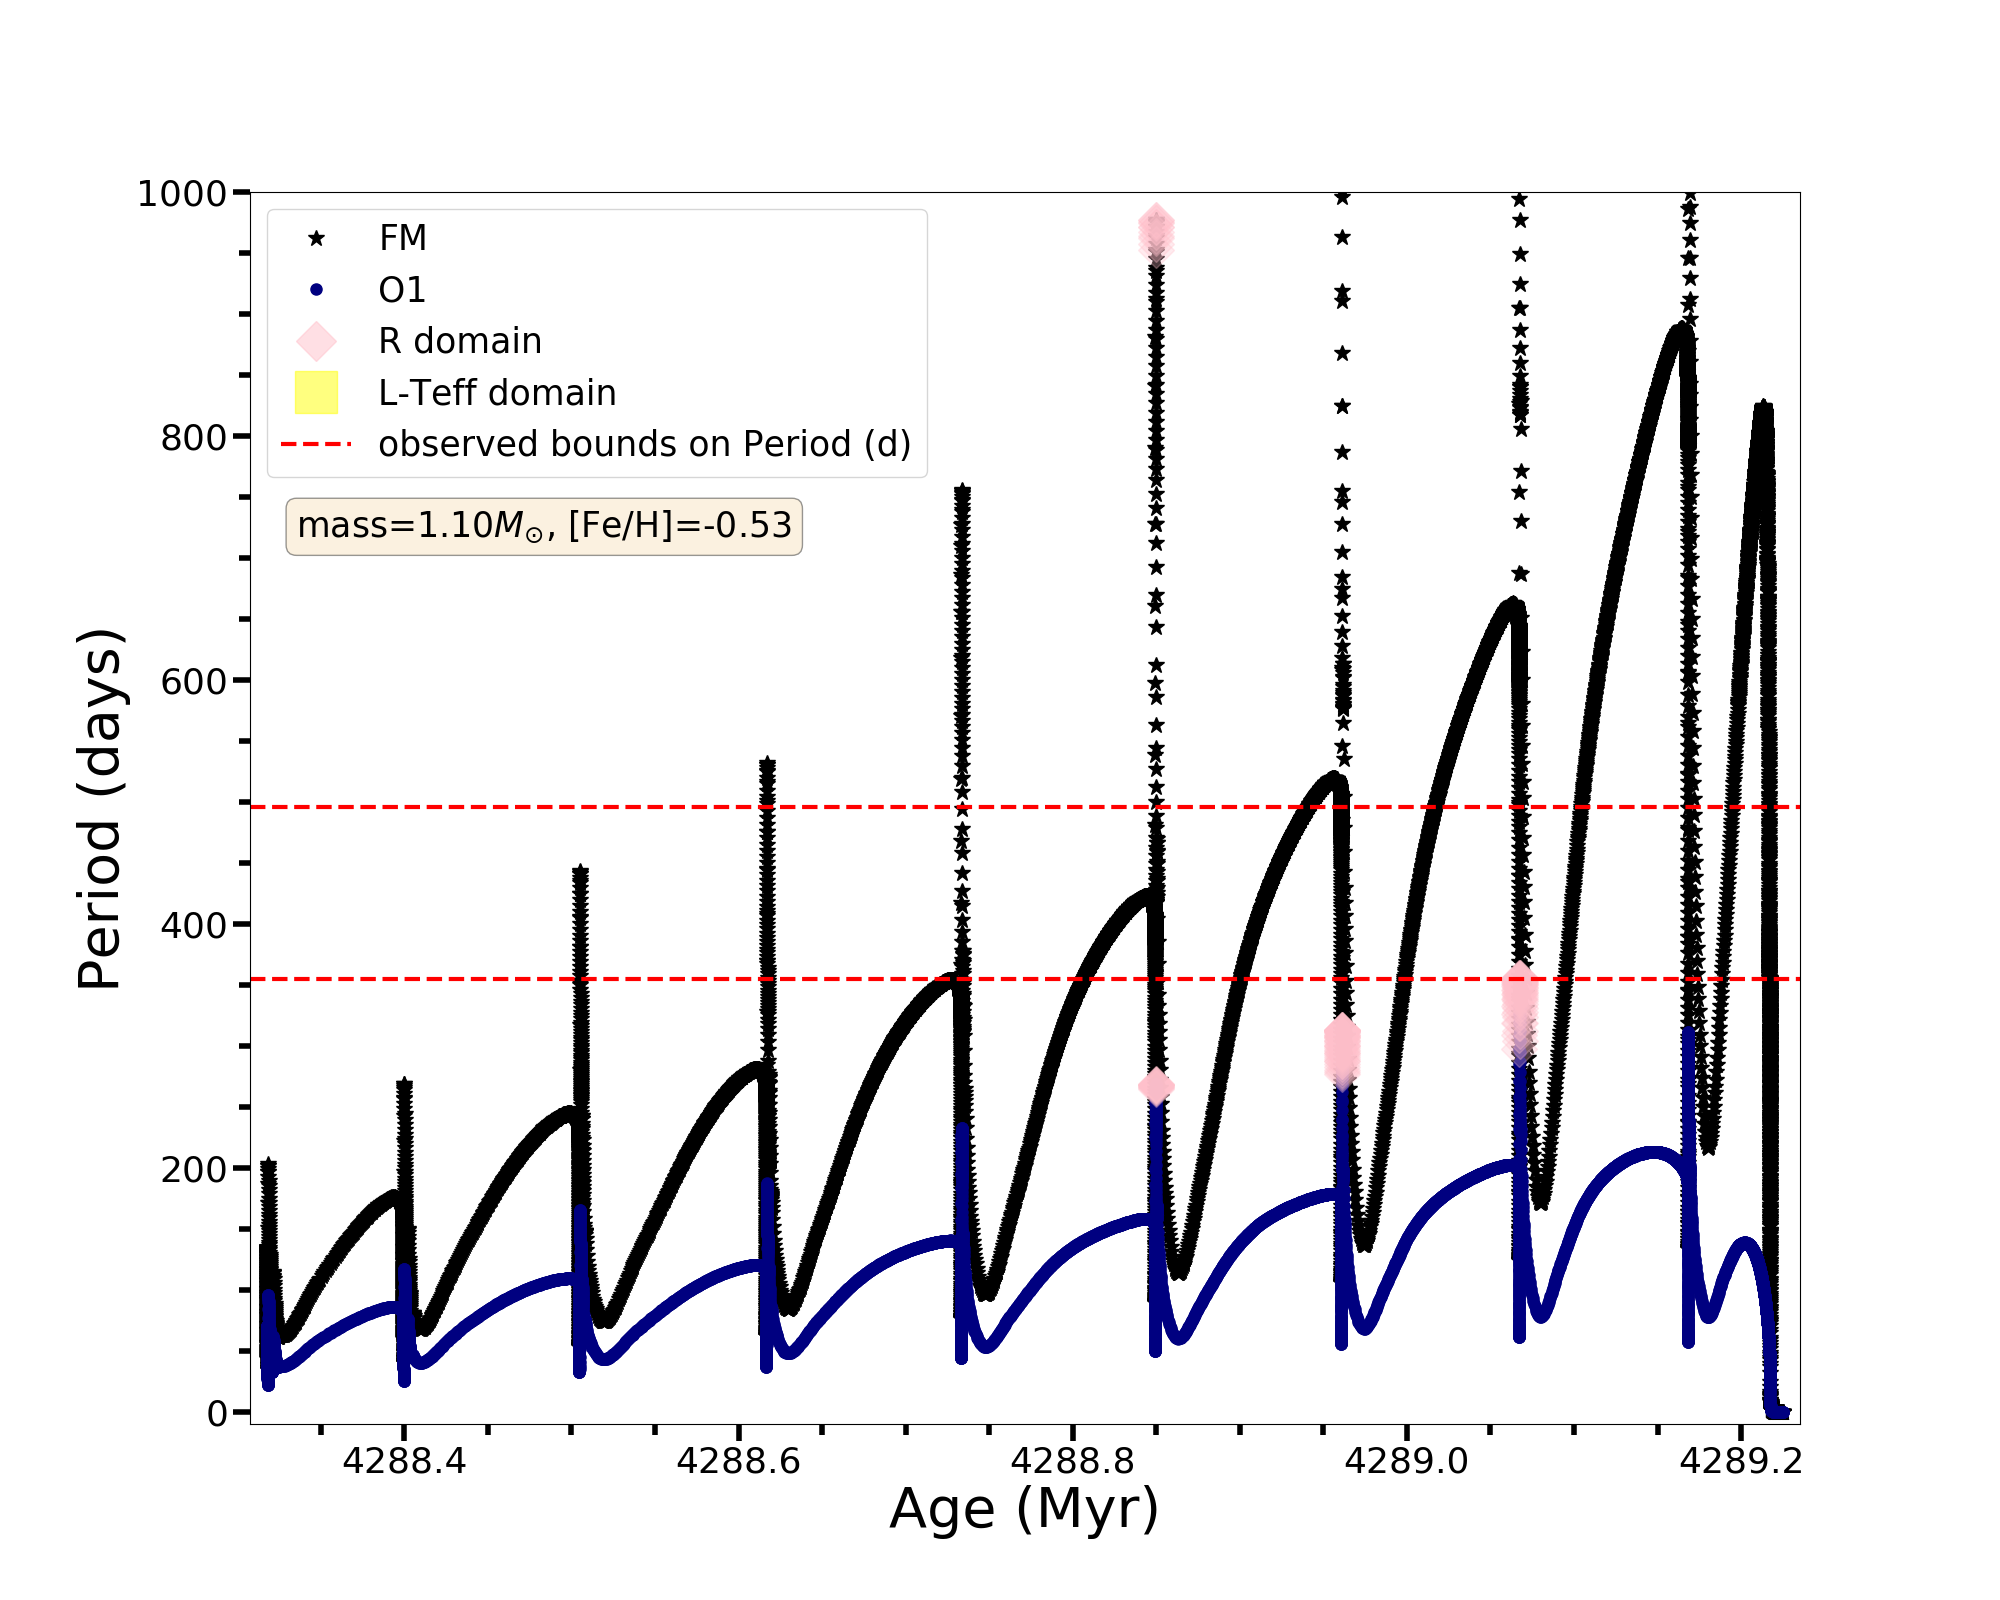 1000
800
600
400
200
0
Period (days)
FM
O1
R domain
L-Teff domain
observed bounds on Period (d)
mass=1.10M⊙, [Fe/H]=-0.53
4288.4 4288.6 4288.8 4289.0 4289.2
Age (Myr)